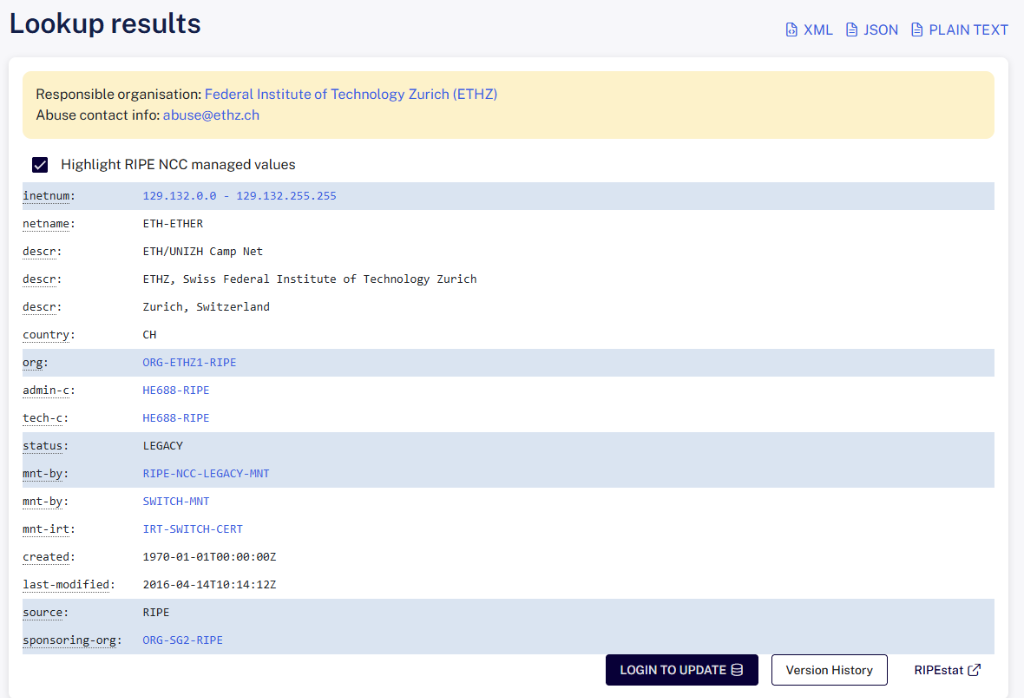 Lookup results
XML JSON PLAIN TEXT
Responsible organisation: Federal Institute of Technology Zurich (ETHZ)
Abuse contact info: abuse@ethz.ch
Highlight RIPE NCC managed values
inetnum: 129.132.0.0 - 129.132.255.255
netname: ETH-ETHER
descr: ETH/UNIZH Camp Net
descr: ETHZ, Swiss Federal Institute of Technology Zurich
descr: Zurich, Switzerland
country: CH
org: ORG-ETHZ1-RIPE
admin-c: HE688-RIPE
tech-c: HE688-RIPE
status: LEGACY
mnt-by: RIPE-NCC-LEGACY-MNT
mnt-by: SWITCH-MNT
mnt-irt: IRT-SWITCH-CERT
created: 1970-01-01T00:00:00Z
last-modified: 2016-04-14T10:14:12Z
source: RIPE
sponsoring-org: ORG-SG2-RIPE
LOGIN TO UPDATE Version History RIPEstat